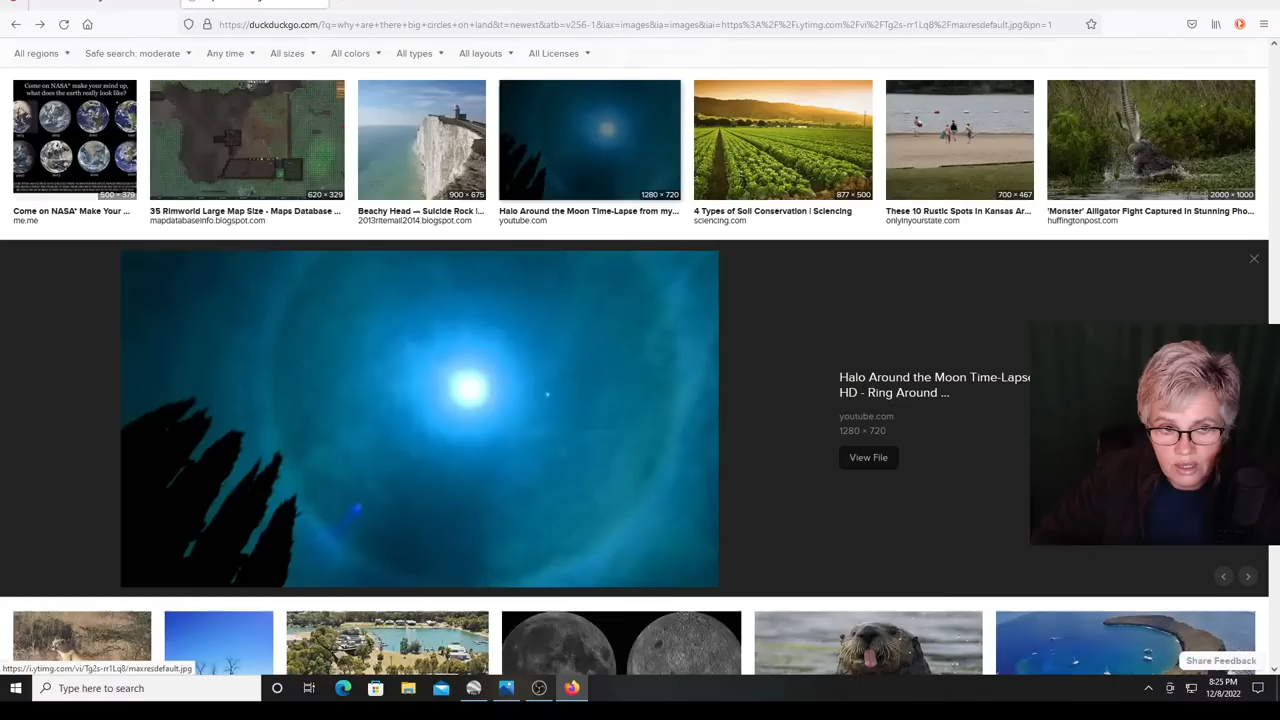 https://duckduckgo.com/?q=why+are+there+big+circles+on+land&t=newext&atb=v256-1&iax=images&ia=images&iai=https%3A%2F%2Fi.ytimg.com%2Fvi%2FTg2s-rr1Lq8%2Fmaxresdefault.jpg&pn=1
All regions Safe search: moderate Any time All sizes All colors All types All layouts All Licenses
Come on NASA* make your mind up,
what does the earth really look like?
500 × 379
620 × 329
900 × 675
1280 × 720
877 × 500
700 × 467
2000 × 1000
Come on NASA* Make Your ...
me.me
35 Rimworld Large Map Size - Maps Database ...
mapdatabaseinfo.blogspot.com
Beachy Head — Suicide Rock |...
2013ritemail2014.blogspot.com
Halo Around the Moon Time-Lapse from my...
youtube.com
4 Types of Soil Conservation | Sciencing
sciencing.com
These 10 Rustic Spots In Kansas Ar...
onlyinyourstate.com
'Monster' Alligator Fight Captured In Stunning Pho...
huffingtonpost.com
Halo Around the Moon Time-Lapse
HD - Ring Around ...
youtube.com
1280 × 720
View File
Share Feedback
https://i.ytimg.com/vi/Tg2s-rr1Lq8/maxresdefault.jpg
Type here to search
8:25 PM
12/8/2022